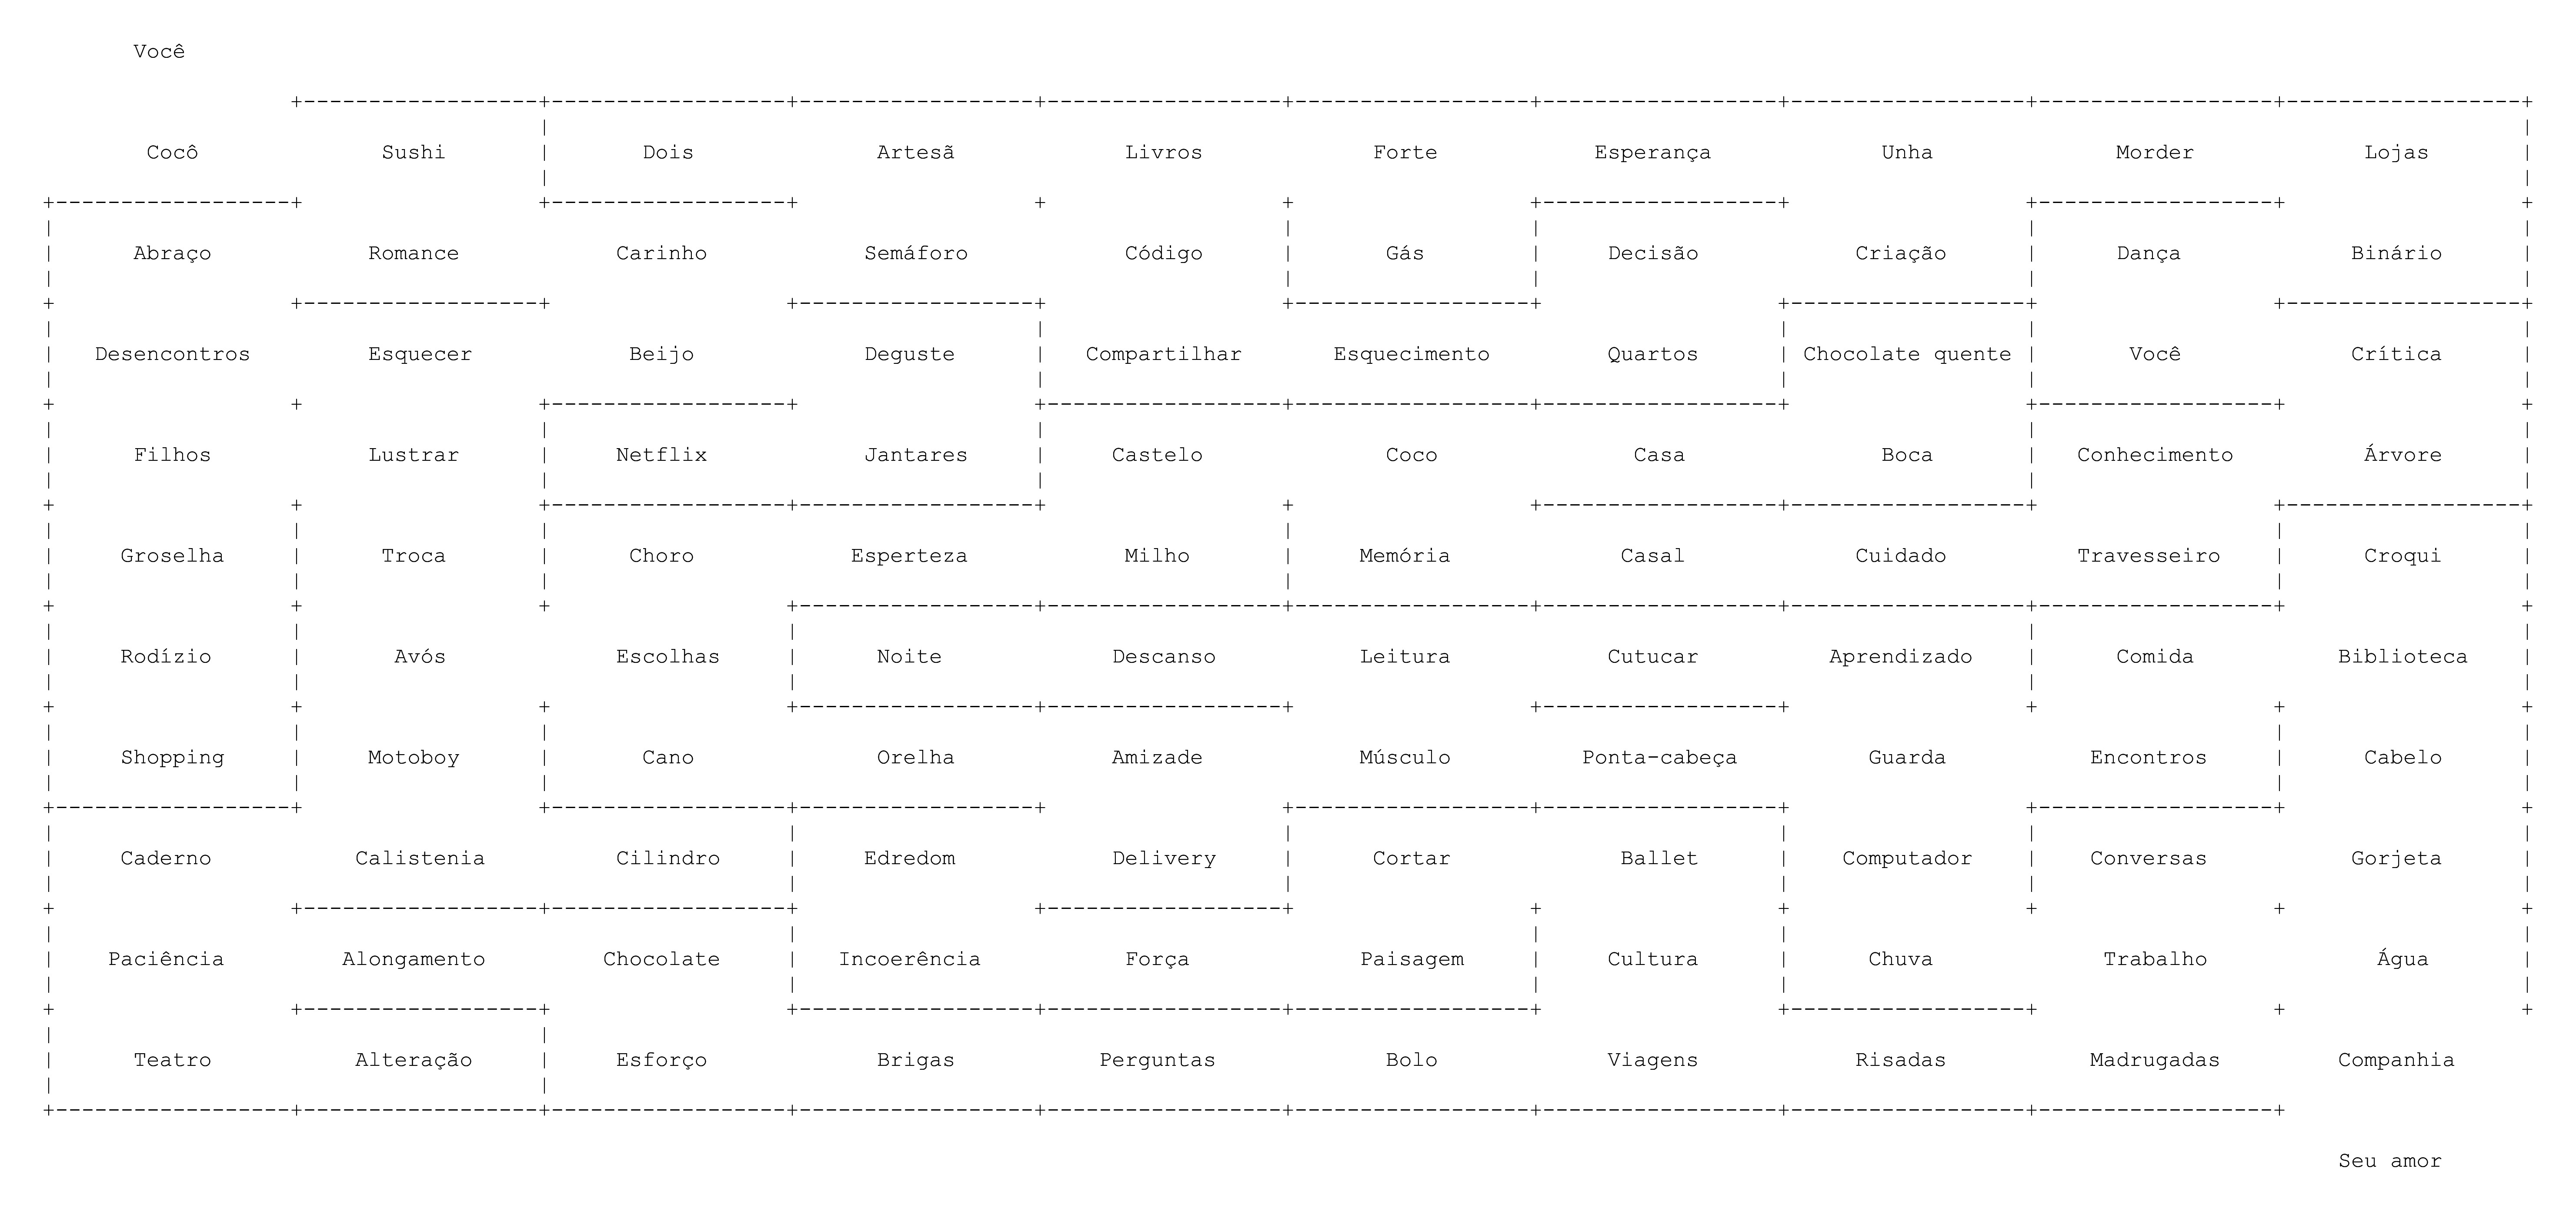 Você
Cocô Sushi Dois Artesã Livros Forte Esperança Unha Morder Lojas
Abraço Romance Carinho Semáforo Código Gás Decisão Criação Dança Binário
Desencontros Esquecer Beijo Deguste Compartilhar Esquecimento Quartos Chocolate quente Você Crítica
Filhos Lustrar Netflix Jantares Castelo Coco Casa Boca Conhecimento Árvore
Groselha Troca Choro Esperteza Milho Memória Casal Cuidado Travesseiro Croqui
Rodízio Avós Escolhas Noite Descanso Leitura Cutucar Aprendizado Comida Biblioteca
Shopping Motoboy Cano Orelha Amizade Músculo Ponta-cabeça Guarda Encontros Cabelo
Caderno Calistenia Cilindro Edredom Delivery Cortar Ballet Computador Conversas Gorjeta
Paciência Alongamento Chocolate Incoerência Força Paisagem Cultura Chuva Trabalho Água
Teatro Alteração Esforço Brigas Perguntas Bolo Viagens Risadas Madrugadas Companhia
Seu amor